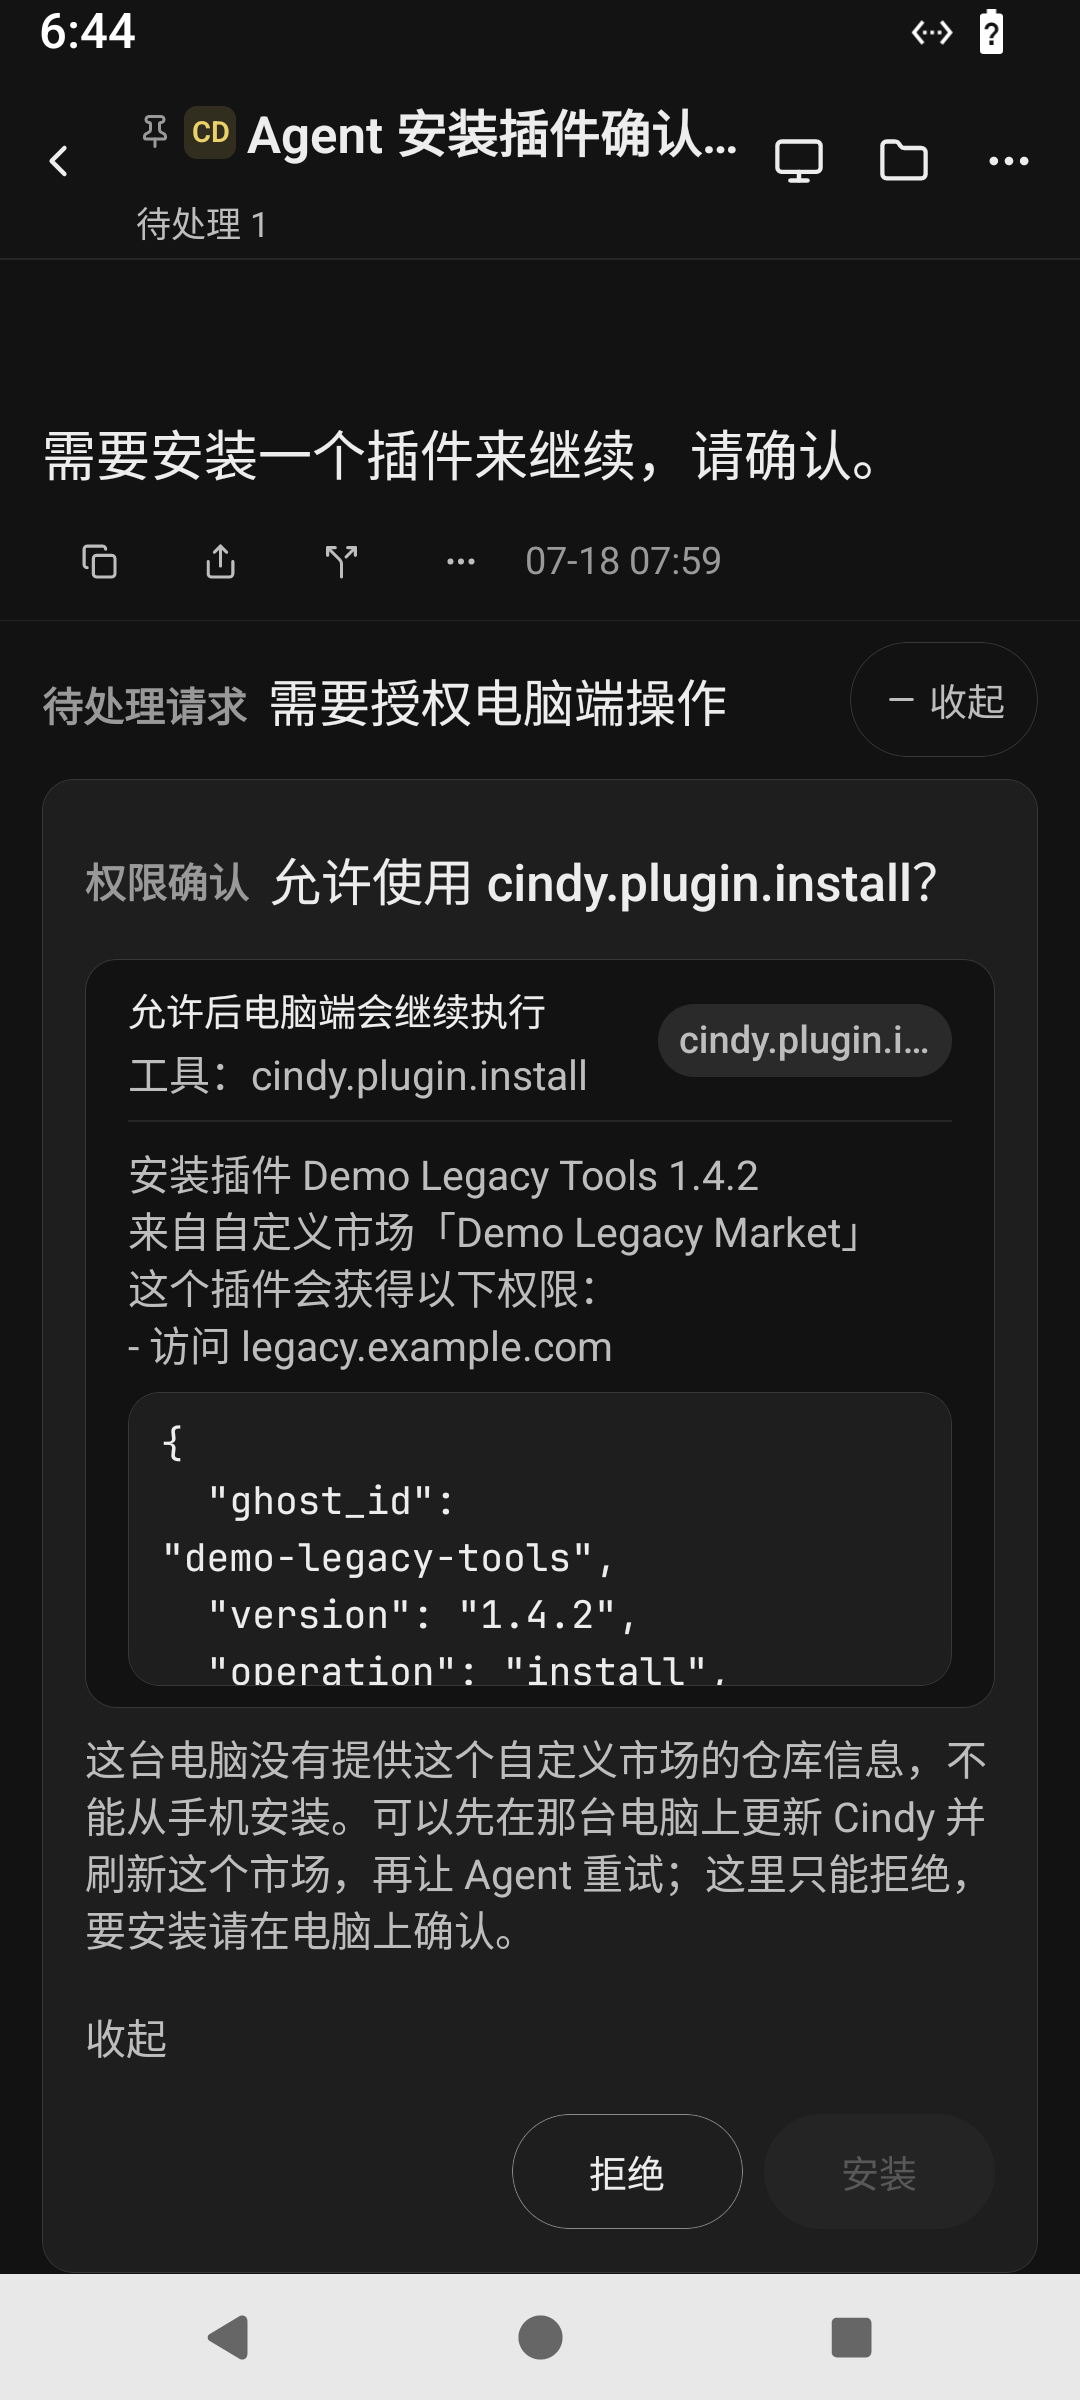 6:44
CD Agent 安装插件确认...
待处理 1
需要安装一个插件来继续，请确认。
07-18 07:59
待处理请求 需要授权电脑端操作
收起
权限确认 允许使用 cindy.plugin.install？
允许后电脑端会继续执行
cindy.plugin.i...
工具：cindy.plugin.install
安装插件 Demo Legacy Tools 1.4.2
来自自定义市场「Demo Legacy Market」
这个插件会获得以下权限：
- 访问 legacy.example.com
{
"ghost_id":
"demo-legacy-tools",
"version": "1.4.2",
"operation": "install",
这台电脑没有提供这个自定义市场的仓库信息，不
能从手机安装。可以先在那台电脑上更新 Cindy 并
刷新这个市场，再让 Agent 重试；这里只能拒绝，
要安装请在电脑上确认。
收起
拒绝
安装